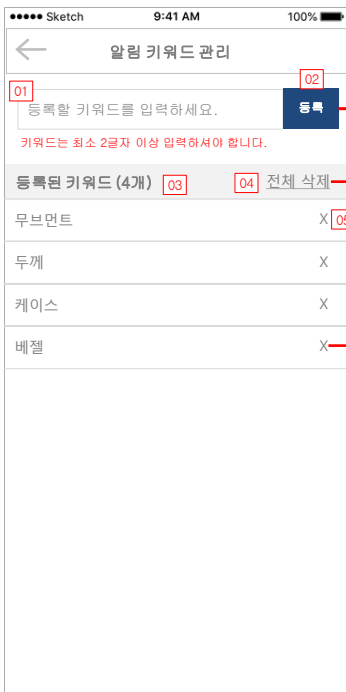 Sketch 9:41 AM 100%
알림 키워드 관리
01 02
등록할 키워드를 입력하세요. 등록
키워드는 최소 2글자 이상 입력하셔야 합니다.
등록된 키워드 (4개) 03 04 전체 삭제
무브먼트 X 05
두께 X
케이스 X
베젤 X